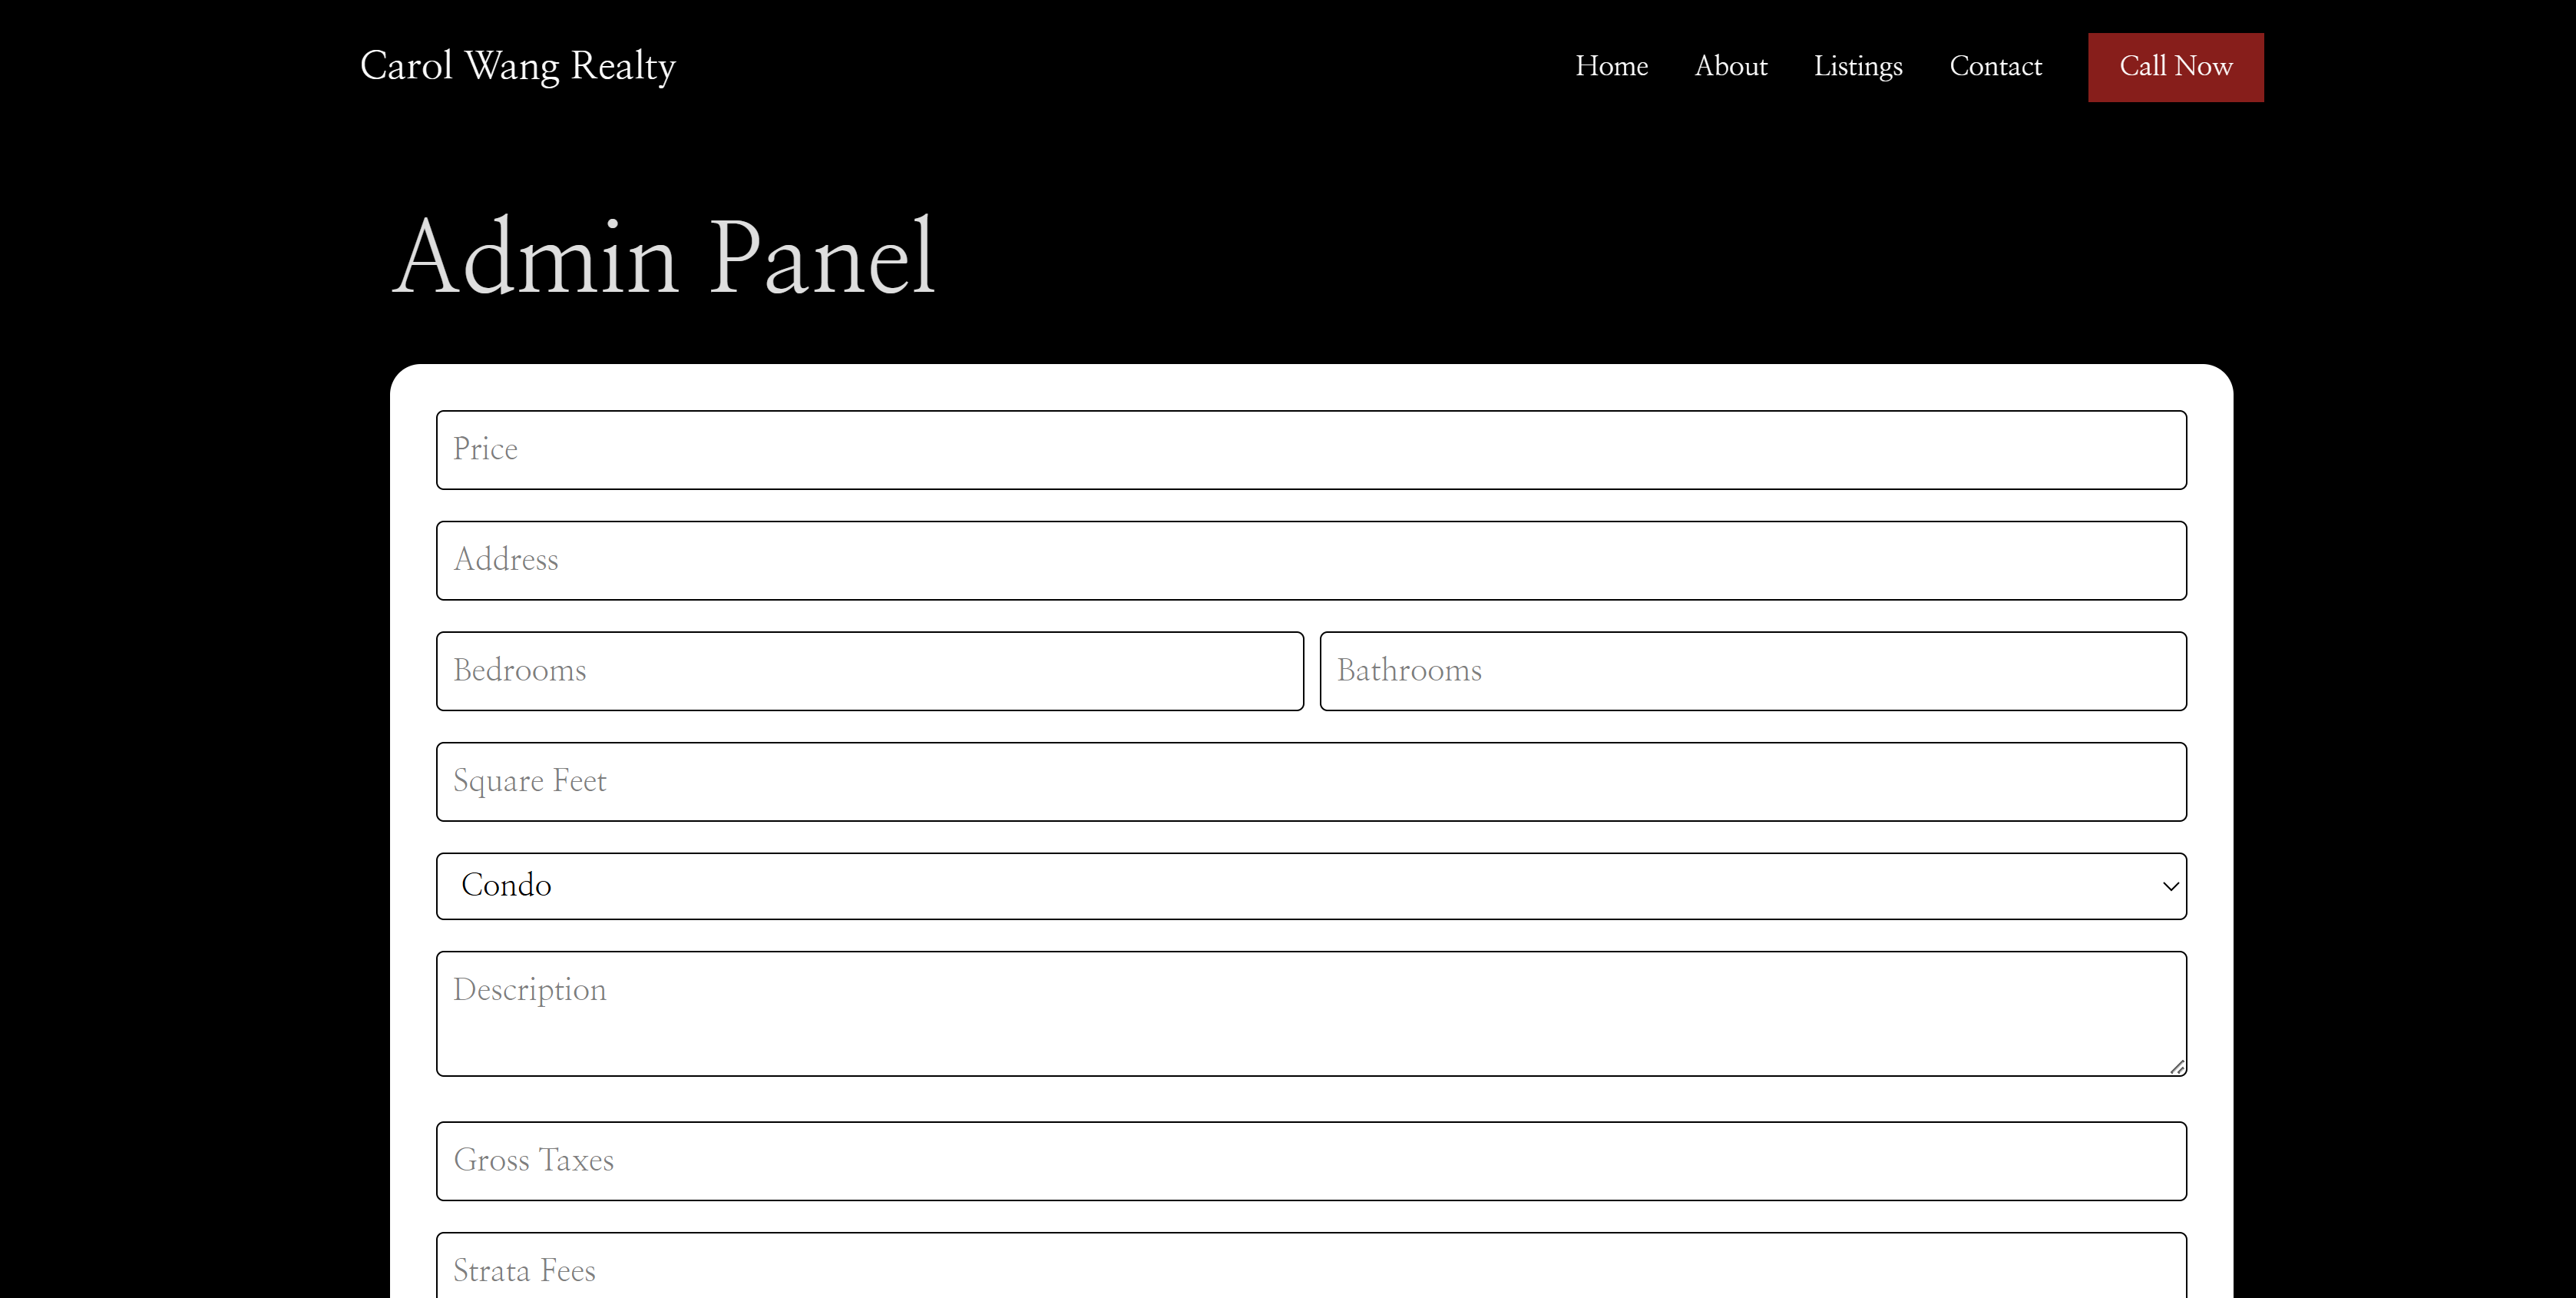 Carol Wang Realty
Home About Listings Contact Call Now
Admin Panel
Price
Address
Bedrooms Bathrooms
Square Feet
Condo
Description
Gross Taxes
Strata Fees